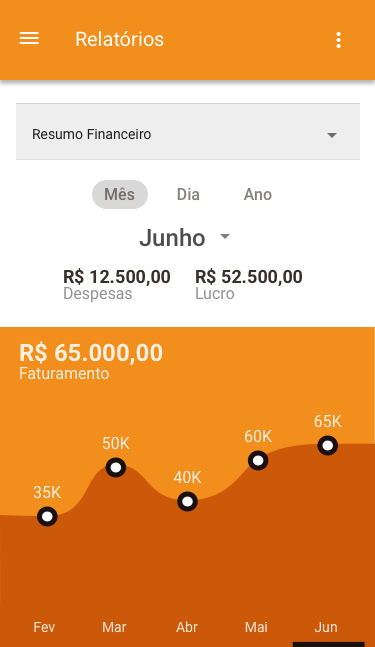 Relatórios
Resumo Financeiro
Mês Dia Ano
Junho
R$ 12.500,00 R$ 52.500,00
Despesas Lucro
R$ 65.000,00
Faturamento
35K 50K 40K 60K 65K
Fev Mar Abr Mai Jun